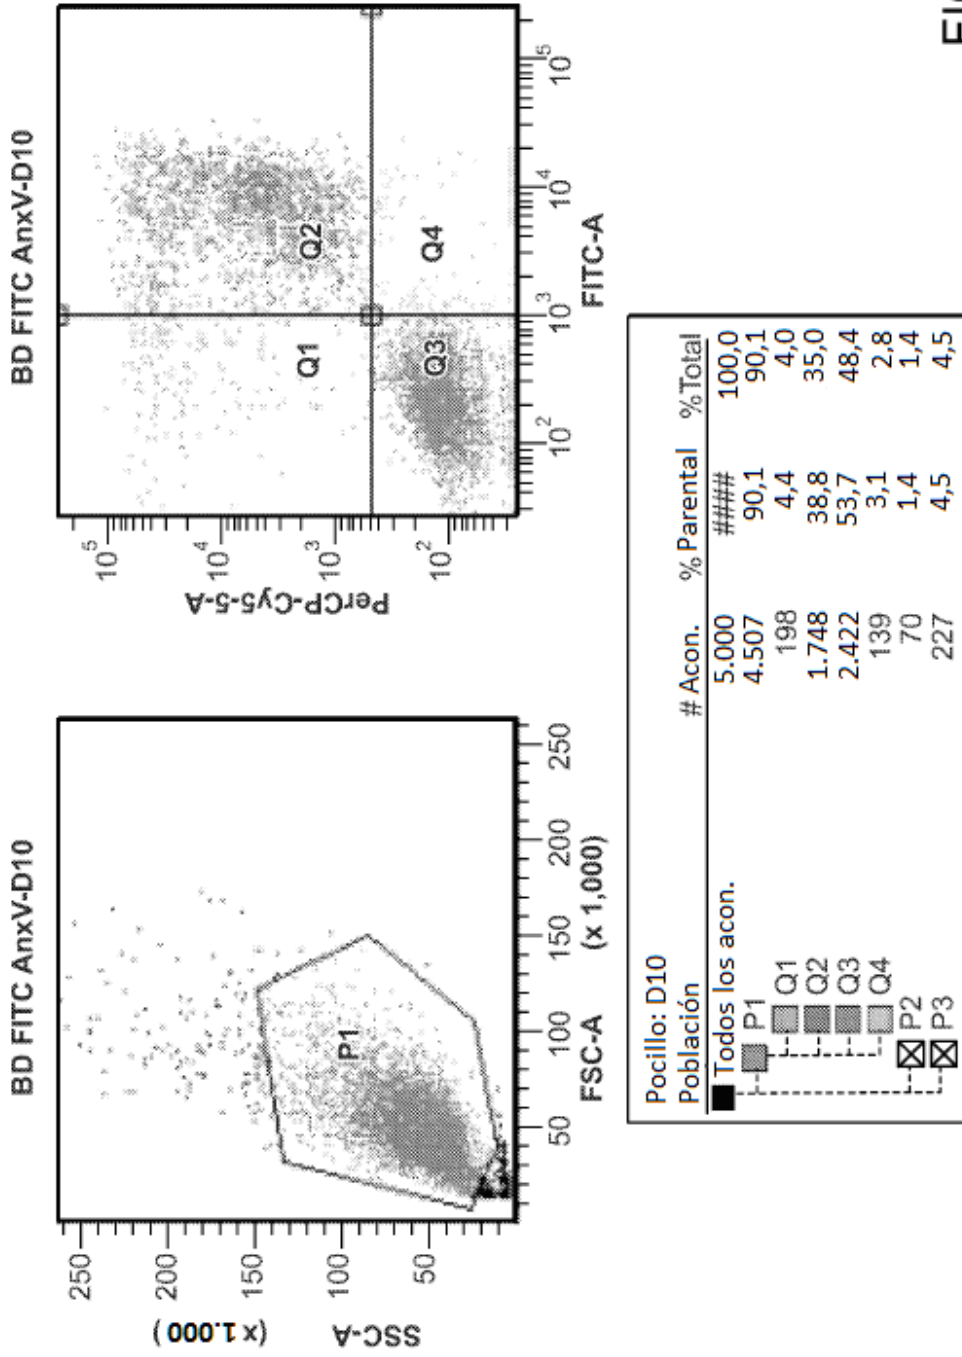 BD FITC AnxV-D10
SSC-A
(x 1.000 )
250
200
150
100
50
P1
50
100
150
200
250
FSC-A
(x 1,000)
BD FITC AnxV-D10
PerCP-Cy5-5-A
10^5
10^4
10^3
10^2
Q1
Q2
Q3
Q4
10^2
10^3
10^4
10^5
FITC-A
Pocillo: D10
Población # Acon. % Parental % Total
Todos los acon. 5.000 #### 100,0
P1 4.507 90,1 90,1
Q1 198 4,4 4,0
Q2 1.748 38,8 35,0
Q3 2.422 53,7 48,4
Q4 139 3,1 2,8
P2 70 1,4 1,4
P3 227 4,5 4,5